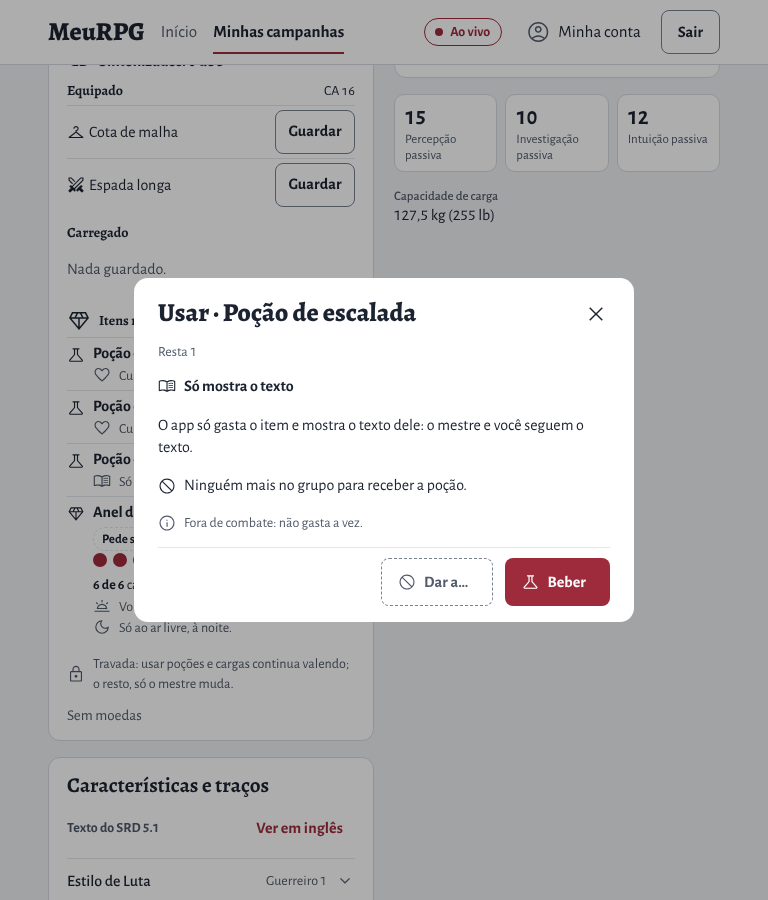 MeuRPG
Início
Minhas campanhas
Ao vivo
Minha conta
Sair
Equipado
CA 16
Cota de malha
Guardar
Espada longa
Guardar
Carregado
Nada guardado.
15
Percepção
passiva
10
Investigação
passiva
12
Intuição passiva
Capacidade de carga
127,5 kg (255 lb)
Itens
Poção
Poção
Poção
Só
Anel
Pede
6 de 6
Só ao ar livre, à noite.
Travada: usar poções e cargas continua valendo;
o resto, só o mestre muda.
Sem moedas
Usar · Poção de escalada
Resta 1
Só mostra o texto
O app só gasta o item e mostra o texto dele: o mestre e você seguem o
texto.
Ninguém mais no grupo para receber a poção.
Fora de combate: não gasta a vez.
Dar a...
Beber
Características e traços
Texto do SRD 5.1
Ver em inglês
Estilo de Luta
Guerreiro 1